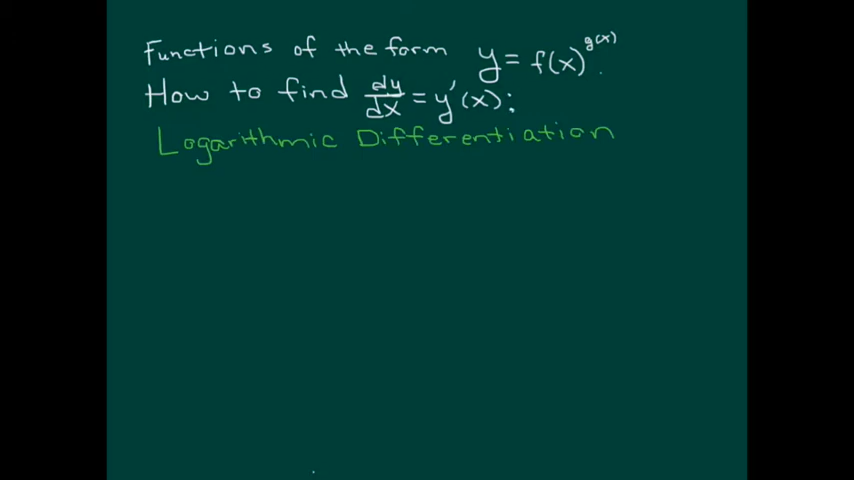 Functions of the form y = f(x)^g(x)
How to find dy/dx = y'(x):
Logarithmic Differentiation